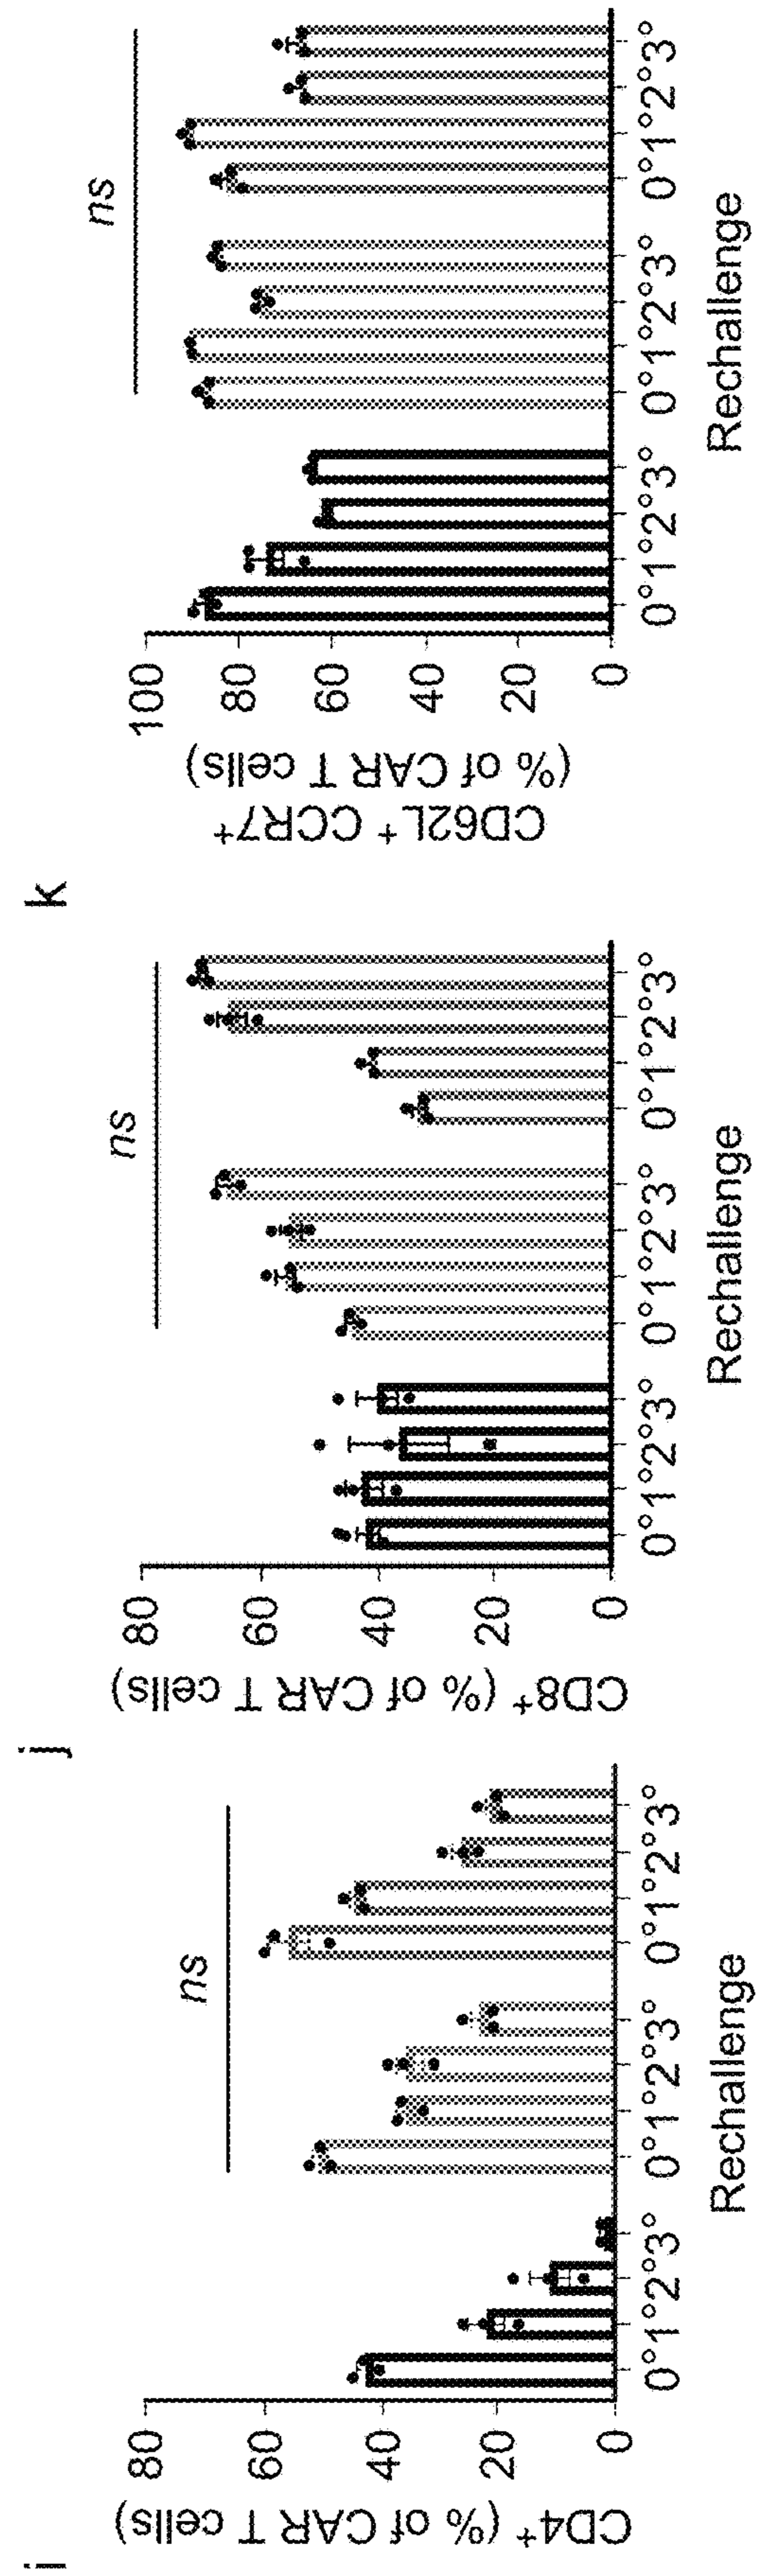 i
CD4⁺ (% of CAR T cells)
80
60
40
20
0
ns
0° 1° 2° 3° 0° 1° 2° 3° 0° 1° 2° 3°
Rechallenge
j
CD8⁺ (% of CAR T cells)
80
60
40
20
0
ns
0° 1° 2° 3° 0° 1° 2° 3° 0° 1° 2° 3°
Rechallenge
k
CD62L⁺ CCR7⁺
(% of CAR T cells)
100
80
60
40
20
0
ns
0° 1° 2° 3° 0° 1° 2° 3° 0° 1° 2° 3°
Rechallenge